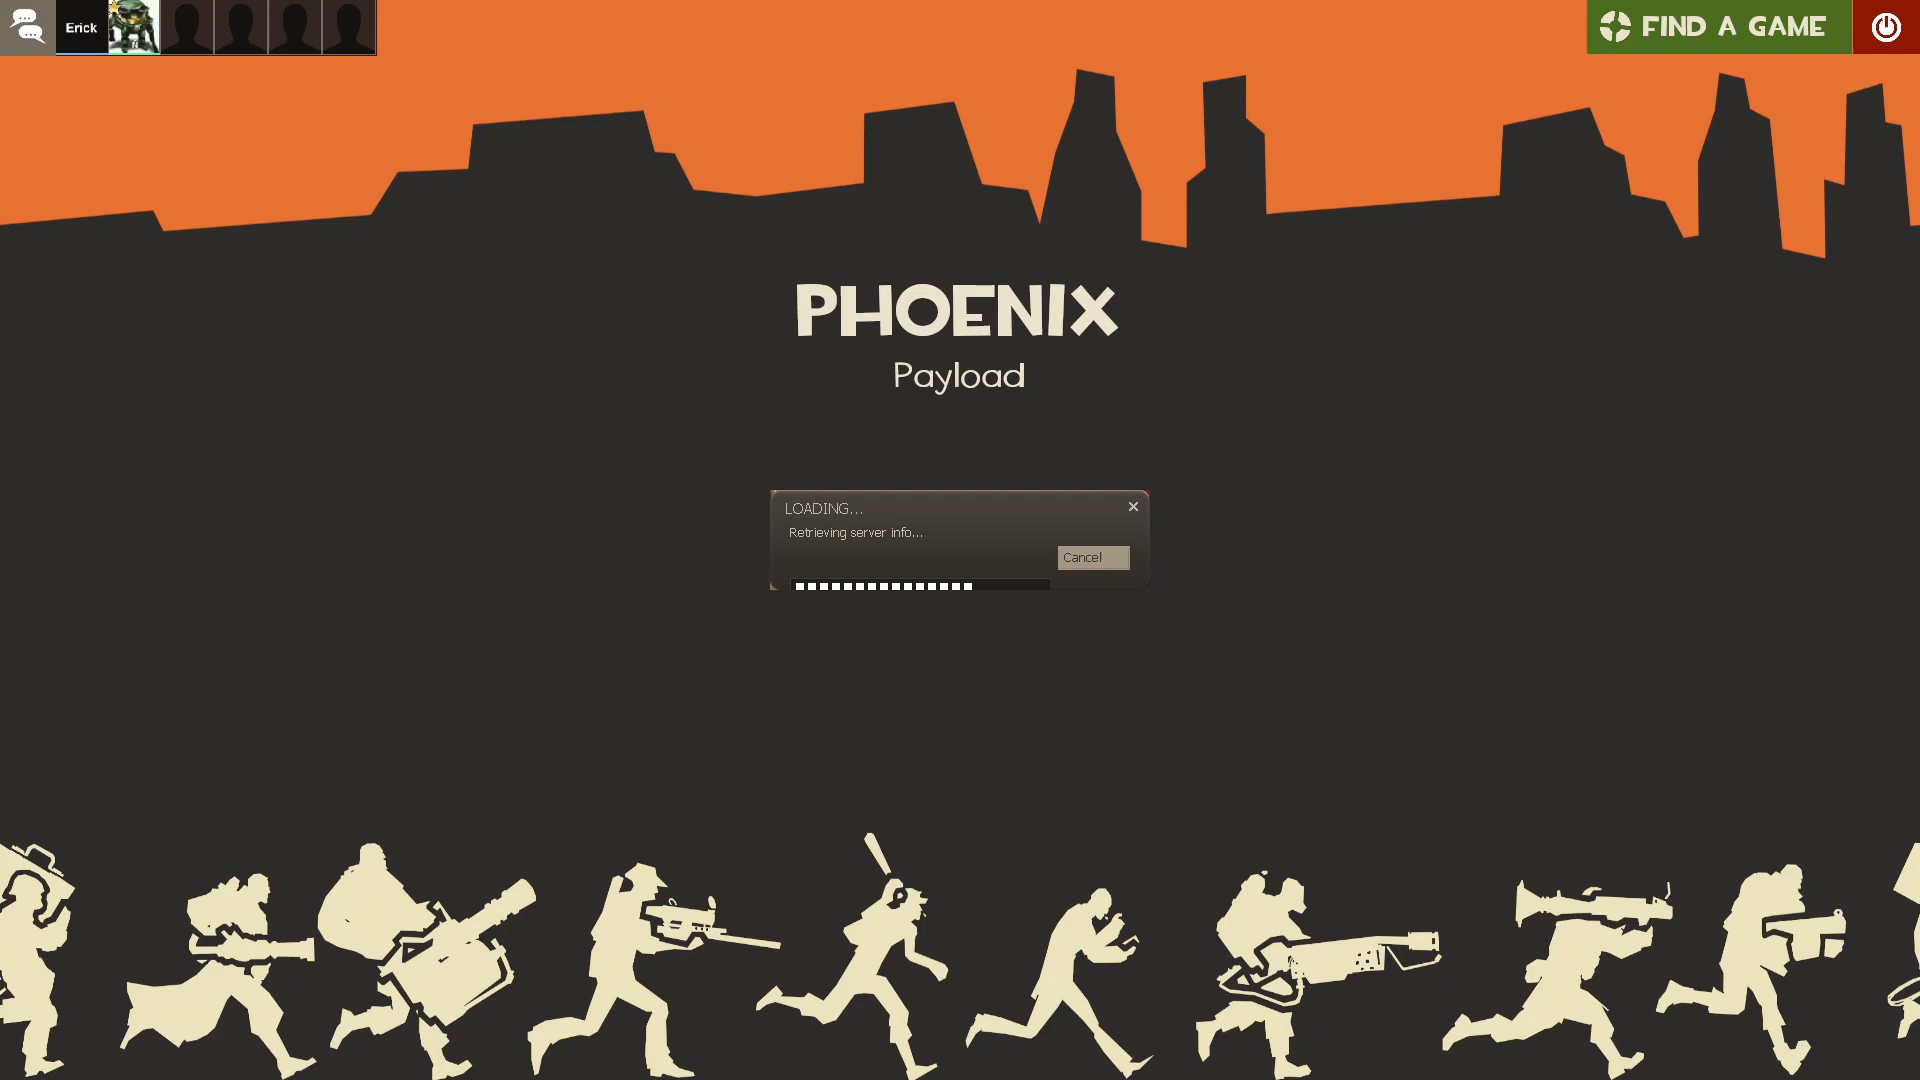 Erick
FIND A GAME
PHOENIX
Payload
LOADING...
Retrieving server info...
Cancel